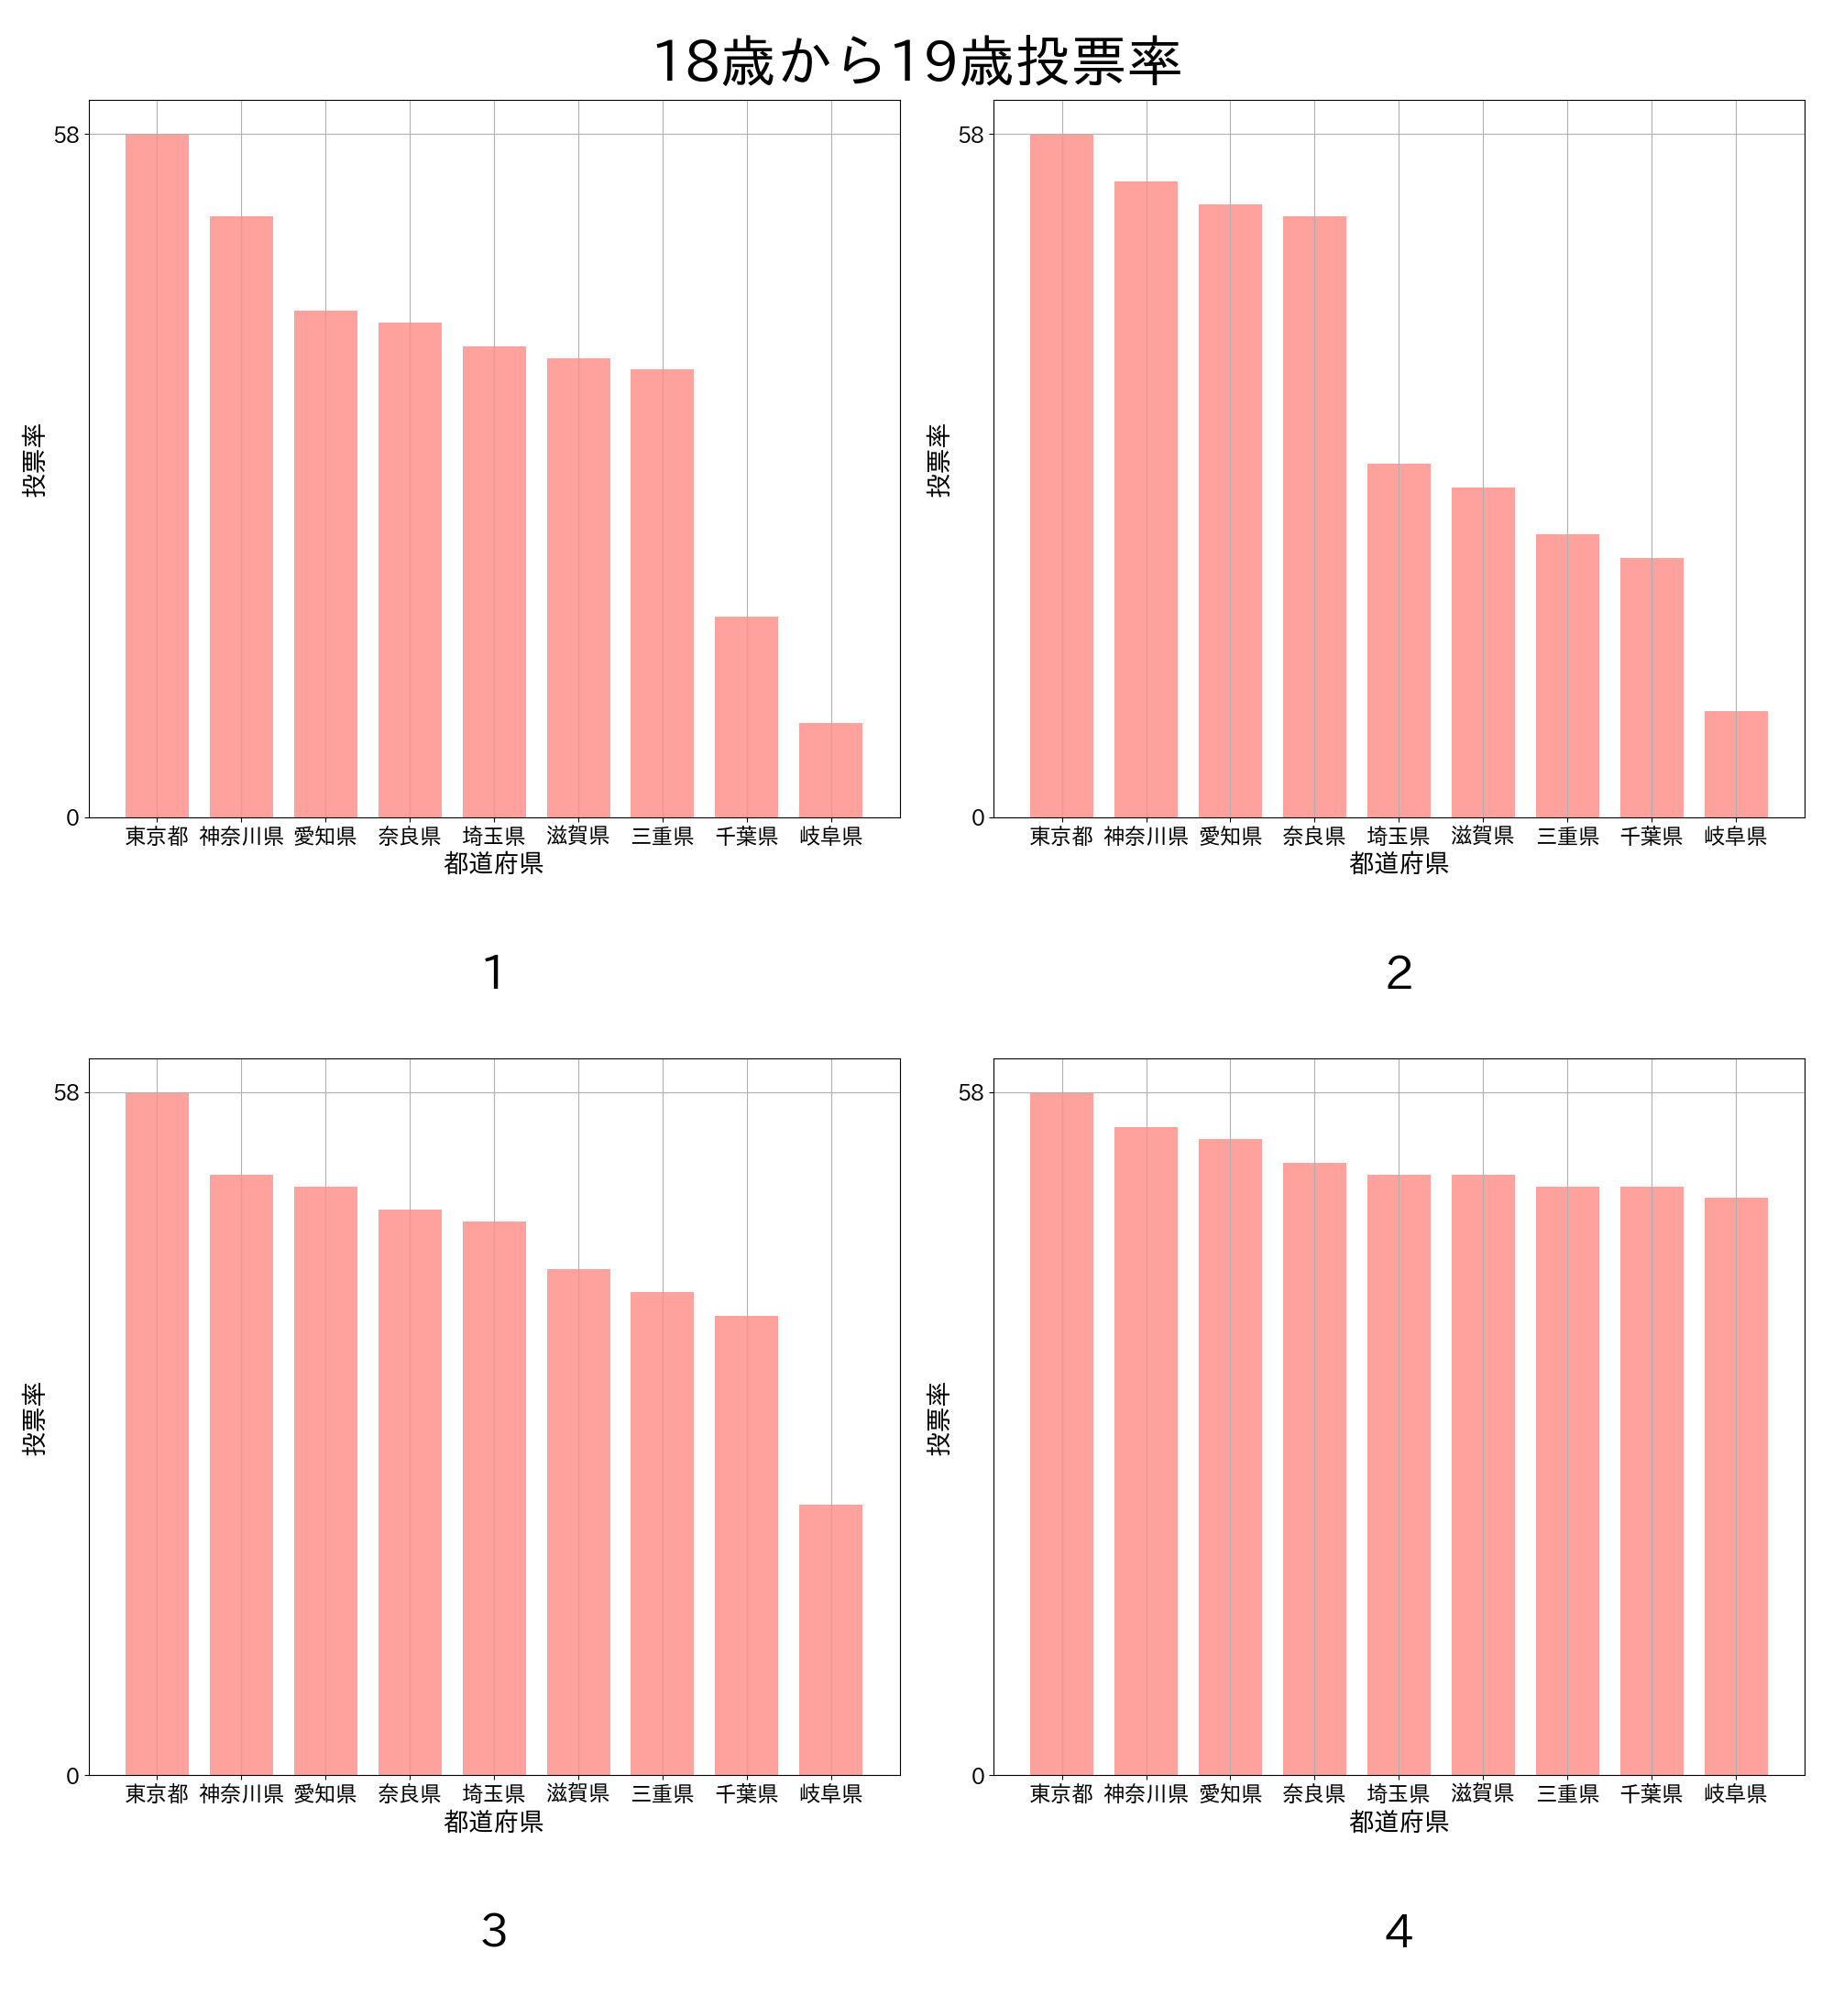 18歳から19歳投票率
58
0
投票率
東京都 神奈川県 愛知県 奈良県 埼玉県 滋賀県 三重県 千葉県 岐阜県
都道府県
1
58
0
投票率
東京都 神奈川県 愛知県 奈良県 埼玉県 滋賀県 三重県 千葉県 岐阜県
都道府県
2
58
0
投票率
東京都 神奈川県 愛知県 奈良県 埼玉県 滋賀県 三重県 千葉県 岐阜県
都道府県
3
58
0
投票率
東京都 神奈川県 愛知県 奈良県 埼玉県 滋賀県 三重県 千葉県 岐阜県
都道府県
4